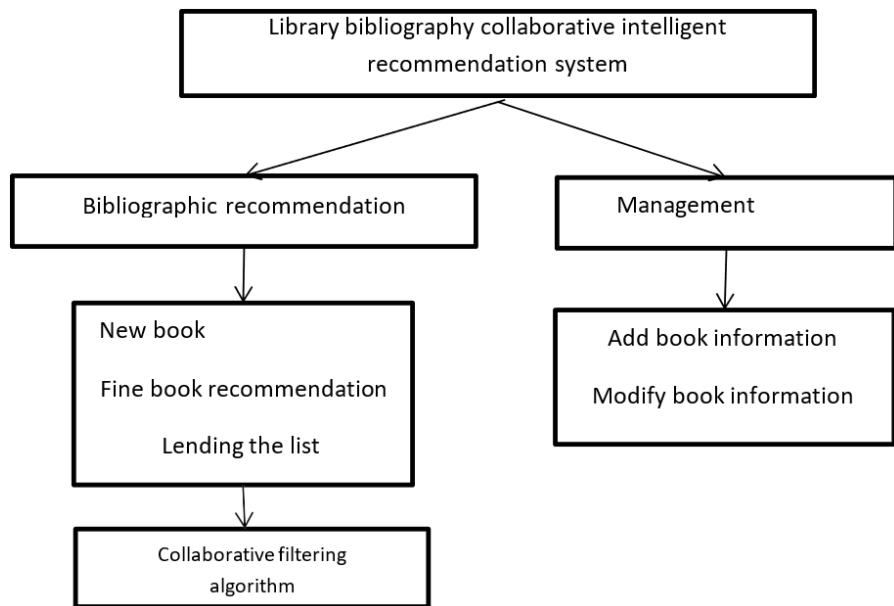 Library bibliography collaborative intelligent
recommendation system
Bibliographic recommendation
Management
New book
Fine book recommendation
Lending the list
Add book information
Modify book information
Collaborative filtering
algorithm